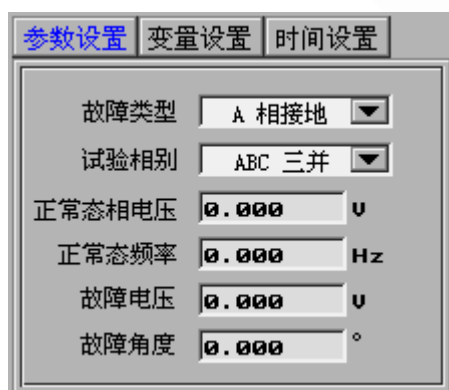 参数设置 变量设置 时间设置
故障类型 A 相接地
试验相别 ABC 三并
正常态相电压 0.000 V
正常态频率 0.000 Hz
故障电压 0.000 V
故障角度 0.000 °